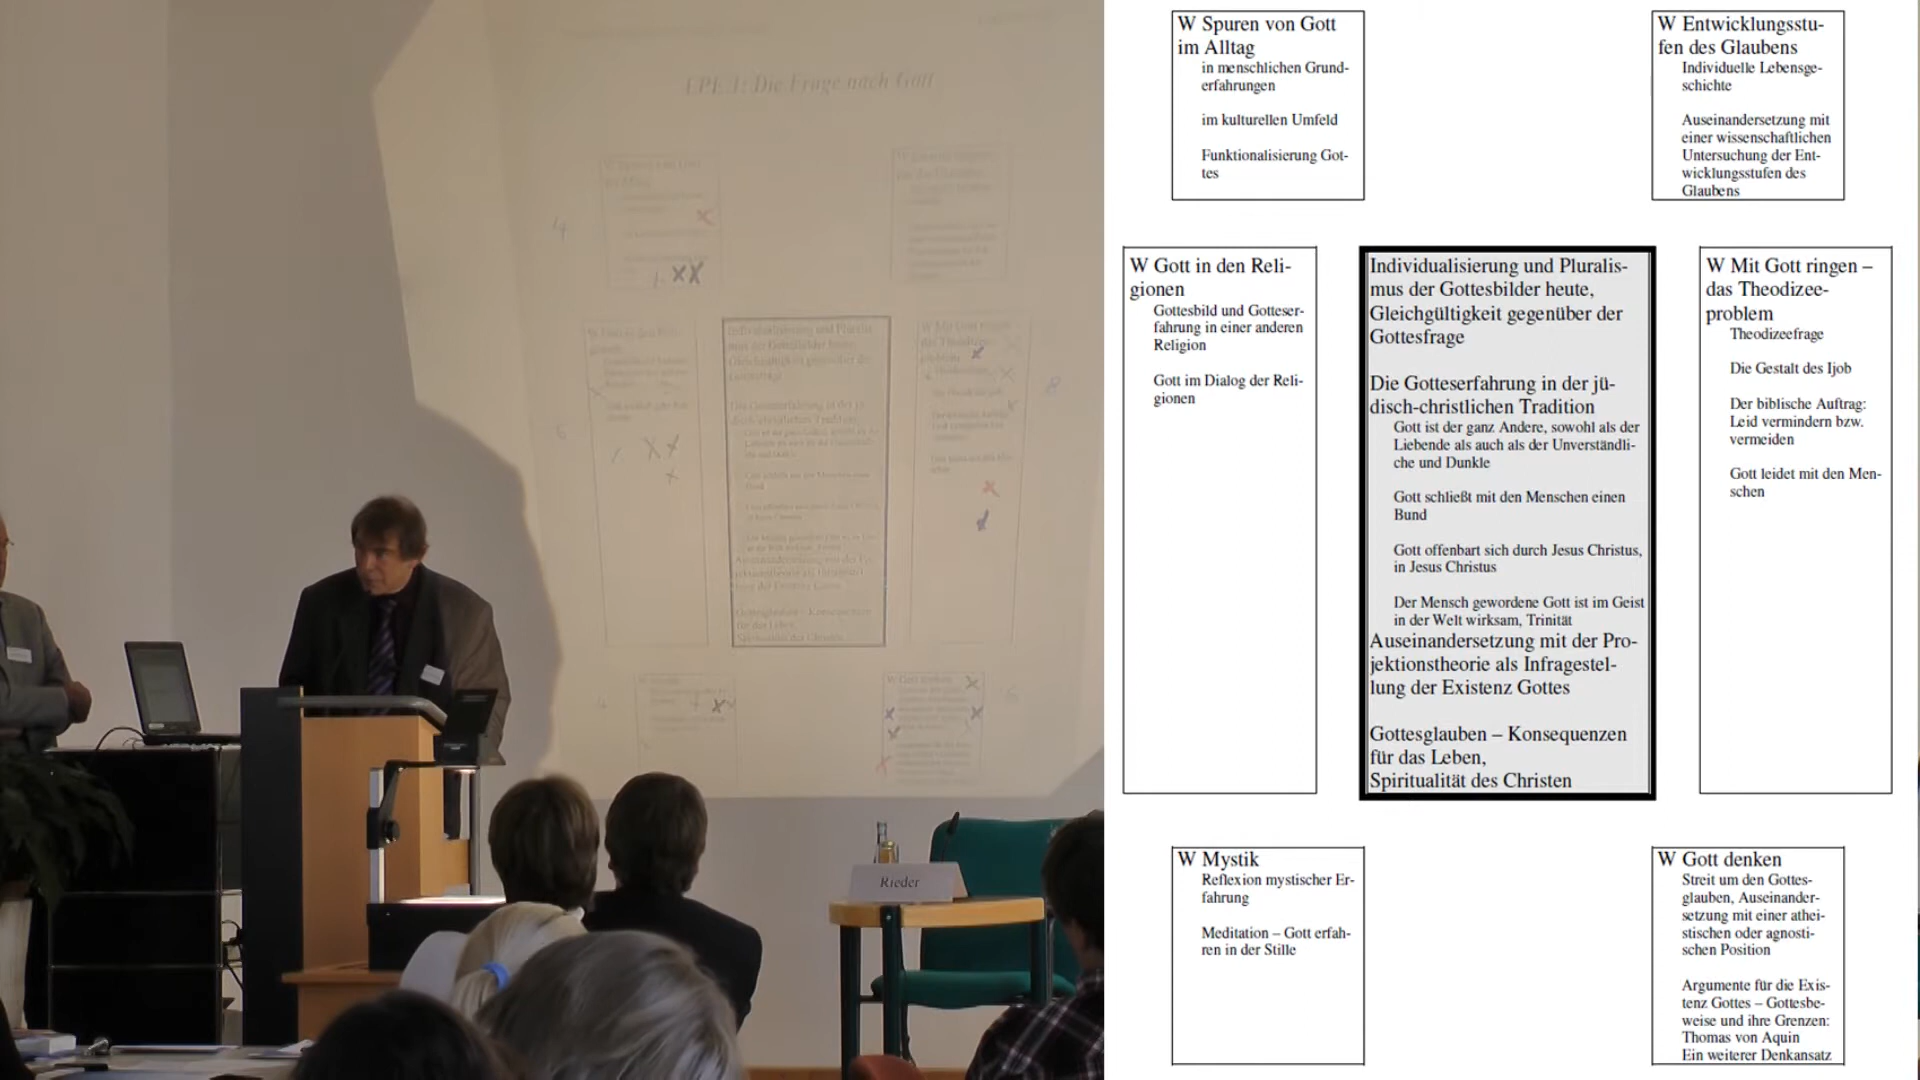 LPE 1: Die Frage nach Gott
Rieder
W Spuren von Gott
im Alltag
in menschlichen Grund-
erfahrungen
im kulturellen Umfeld
Funktionalisierung Got-
tes
W Entwicklungsstu-
fen des Glaubens
Individuelle Lebensge-
schichte
Auseinandersetzung mit
einer wissenschaftlichen
Untersuchung der Ent-
wicklungsstufen des
Glaubens
W Gott in den Reli-
gionen
Gottesbild und Gotteser-
fahrung in einer anderen
Religion
Gott im Dialog der Reli-
gionen
Individualisierung und Pluralis-
mus der Gottesbilder heute,
Gleichgültigkeit gegenüber der
Gottesfrage
Die Gotteserfahrung in der jü-
disch-christlichen Tradition
Gott ist der ganz Andere, sowohl als der
Liebende als auch als der Unverständli-
che und Dunkle
Gott schließt mit den Menschen einen
Bund
Gott offenbart sich durch Jesus Christus,
in Jesus Christus
Der Mensch gewordene Gott ist im Geist
in der Welt wirksam, Trinität
Auseinandersetzung mit der Pro-
jektionstheorie als Infragestel-
lung der Existenz Gottes
Gottesglauben – Konsequenzen
für das Leben,
Spiritualität des Christen
W Mit Gott ringen –
das Theodizee-
problem
Theodizeefrage
Die Gestalt des Ijob
Der biblische Auftrag:
Leid vermindern bzw.
vermeiden
Gott leidet mit den Men-
schen
W Mystik
Reflexion mystischer Er-
fahrung
Meditation – Gott erfah-
ren in der Stille
W Gott denken
Streit um den Gottes-
glauben, Auseinander-
setzung mit einer athei-
stischen oder agnosti-
schen Position
Argumente für die Exis-
tenz Gottes – Gottesbe-
weise und ihre Grenzen:
Thomas von Aquin
Ein weiterer Denkansatz